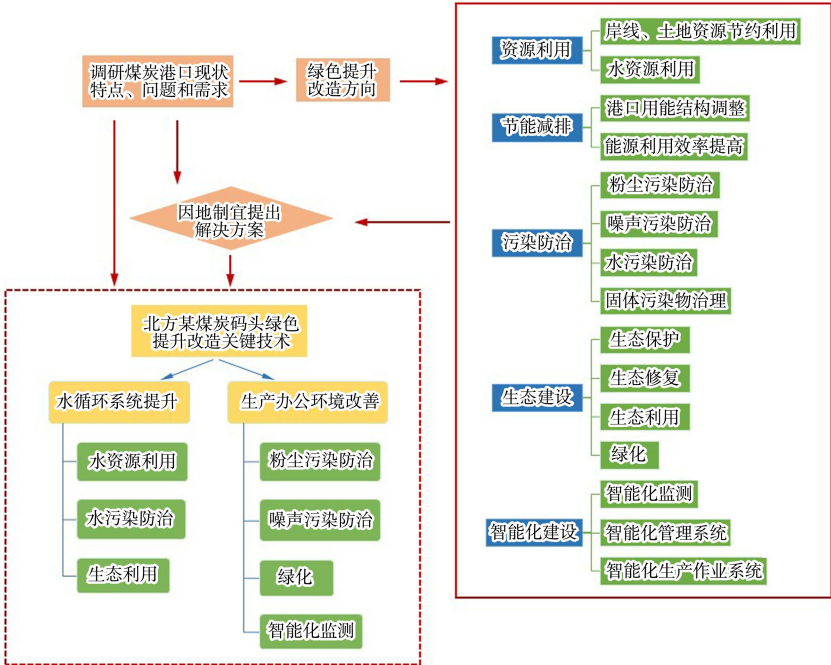 调研煤炭港口现状
特点、问题和需求
绿色提升
改造方向
因地制宜提出
解决方案
北方某煤炭码头绿色
提升改造关键技术
水循环系统提升
水资源利用
水污染防治
生态利用
生产办公环境改善
粉尘污染防治
噪声污染防治
绿化
智能化监测
资源利用
岸线、土地资源节约利用
水资源利用
节能减排
港口用能结构调整
能源利用效率提高
污染防治
粉尘污染防治
噪声污染防治
水污染防治
固体污染物治理
生态建设
生态保护
生态修复
生态利用
绿化
智能化建设
智能化监测
智能化管理系统
智能化生产作业系统